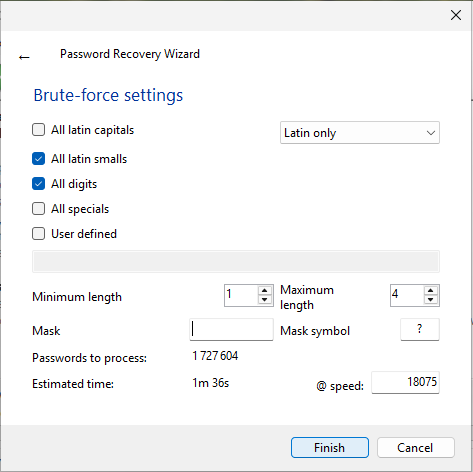 Password Recovery Wizard
Brute-force settings
All latin capitals
Latin only
All latin smalls
All digits
All specials
User defined
Minimum length 1 Maximum length 4
Mask Mask symbol ?
Passwords to process: 1 727 604
Estimated time: 1m 36s @ speed: 18075
Finish Cancel